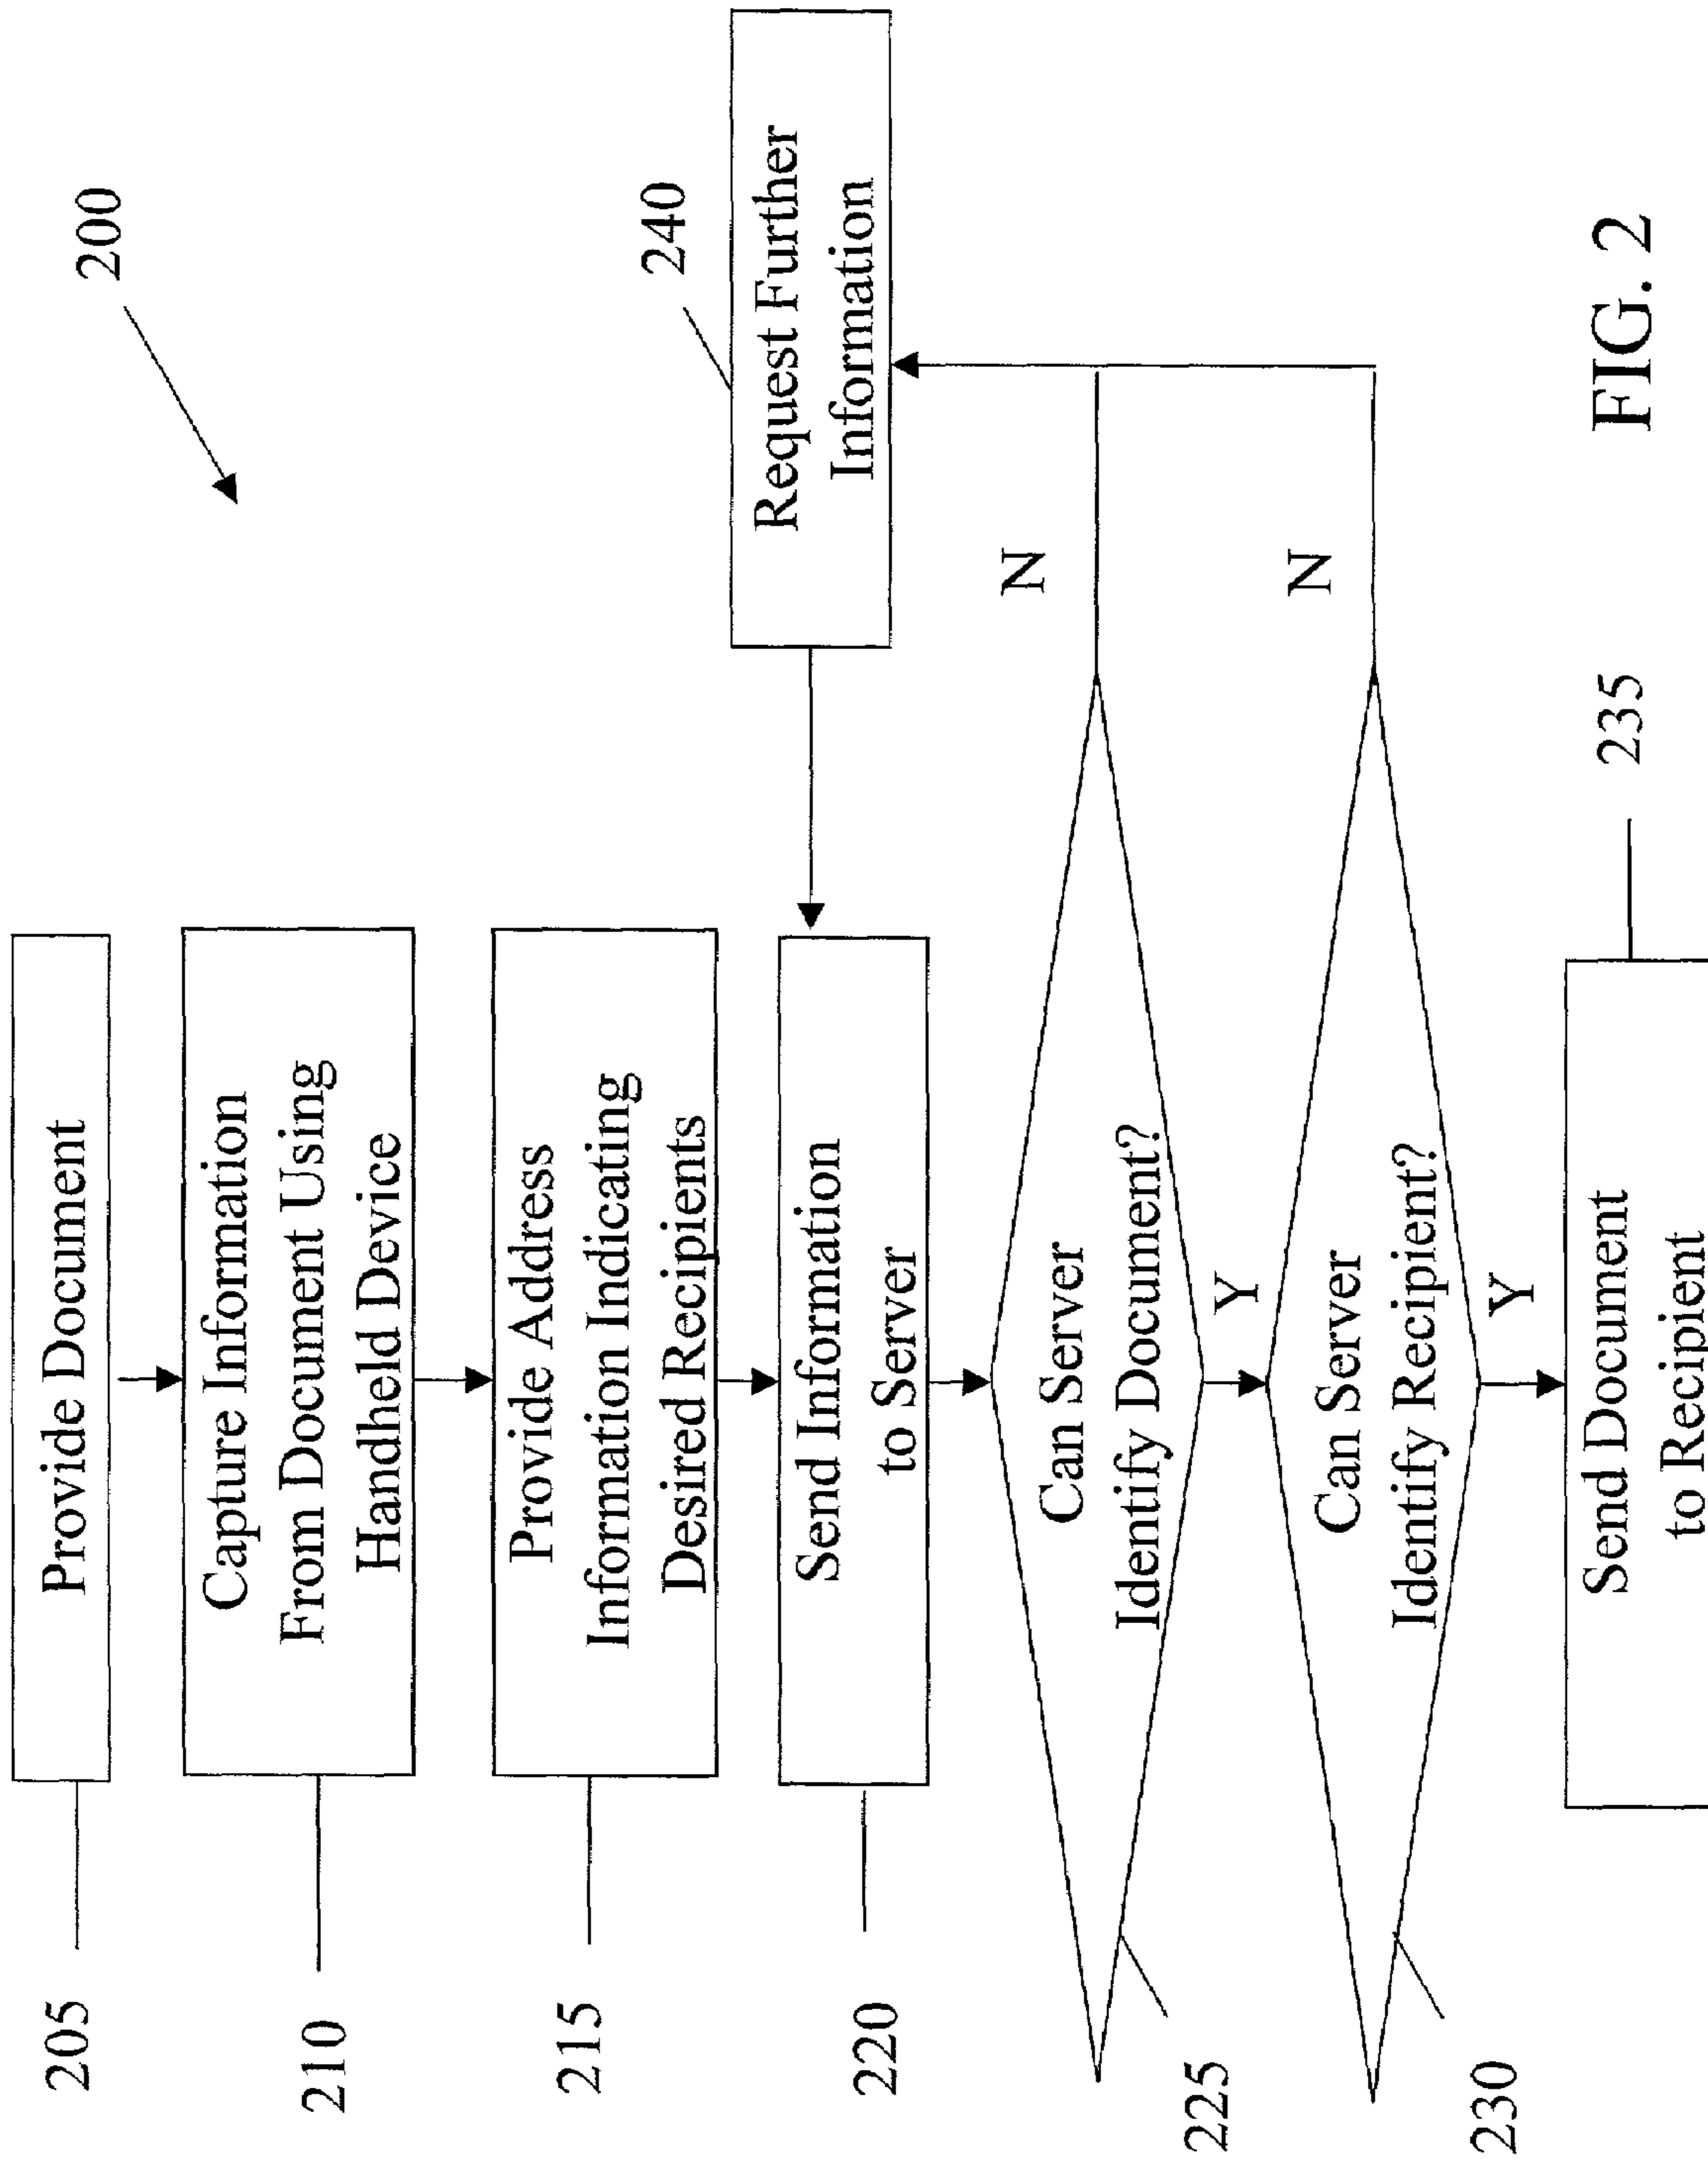 200
205
Provide Document
210
Capture Information
From Document Using
Handheld Device
215
Provide Address
Information Indicating
Desired Recipients
240
Request Further
Information
220
Send Information
to Server
225
Can Server
Identify Document?
N
Y
230
Can Server
Identify Recipient?
N
Y
235
Send Document
to Recipient
FIG. 2